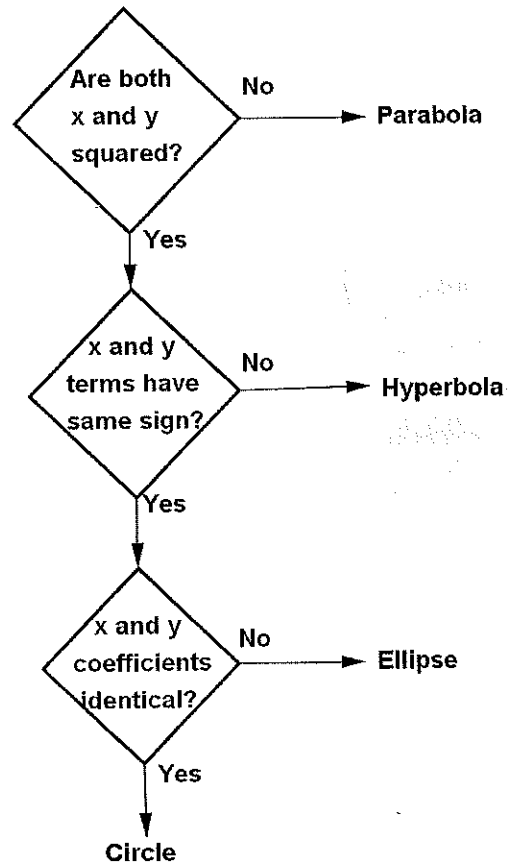 Are both
x and y
squared?
No
Parabola
Yes
x and y
terms have
same sign?
No
Hyperbola
Yes
x and y
coefficients
identical?
No
Ellipse
Yes
Circle